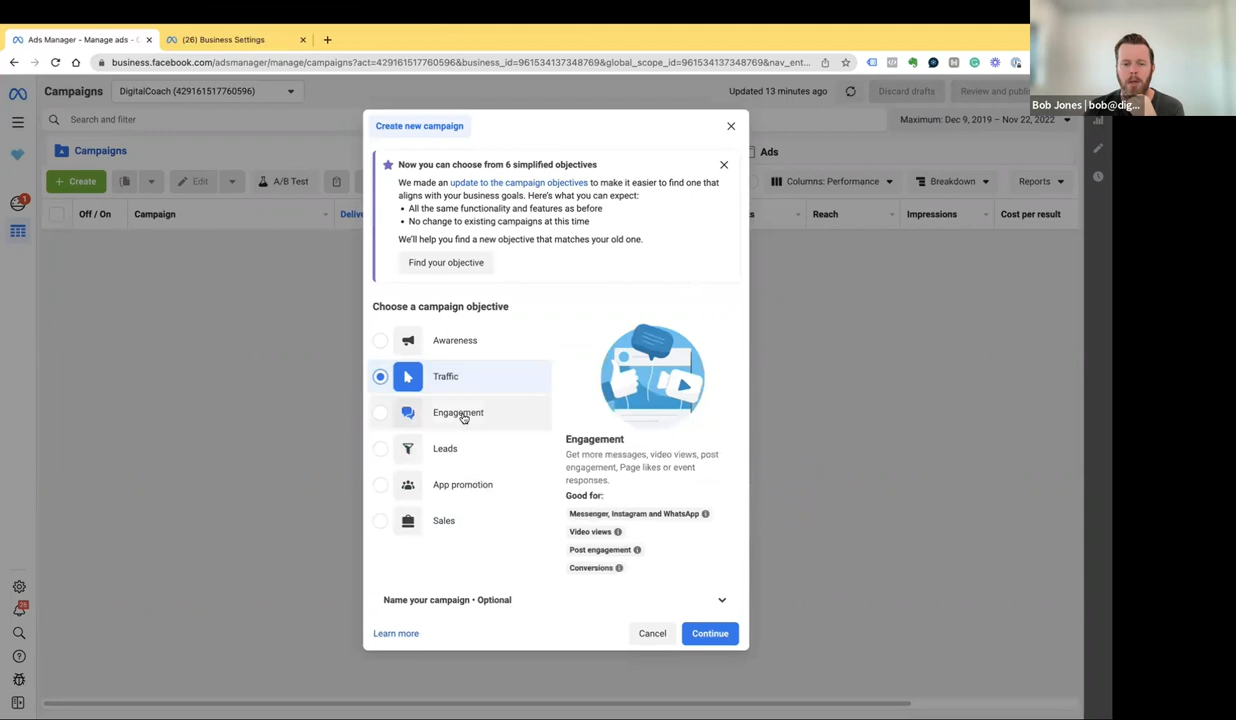 Ads Manager - Manage ads - C
(26) Business Settings
business.facebook.com/adsmanager/manage/campaigns?act=429161517760596&business_id=961534137348769&global_scope_id=961534137348769&nav_ent...
Bob Jones | bob@dig...
Campaigns
DigitalCoach (429161517760596)
Updated 13 minutes ago
Discard drafts
Review and publi
Search and filter
Maximum: Dec 9, 2019 – Nov 22, 2022
Campaigns
Ads
+ Create
Edit
A/B Test
Columns: Performance
Breakdown
Reports
Off / On
Campaign
Delive
s
Reach
Impressions
Cost per result
Create new campaign
Now you can choose from 6 simplified objectives
We made an update to the campaign objectives to make it easier to find one that
aligns with your business goals. Here's what you can expect:
• All the same functionality and features as before
• No change to existing campaigns at this time
We'll help you find a new objective that matches your old one.
Find your objective
Choose a campaign objective
Awareness
Traffic
Engagement
Leads
App promotion
Sales
Engagement
Get more messages, video views, post
engagement, Page likes or event
responses.
Good for:
Messenger, Instagram and WhatsApp
Video views
Post engagement
Conversions
Name your campaign • Optional
Learn more
Cancel
Continue